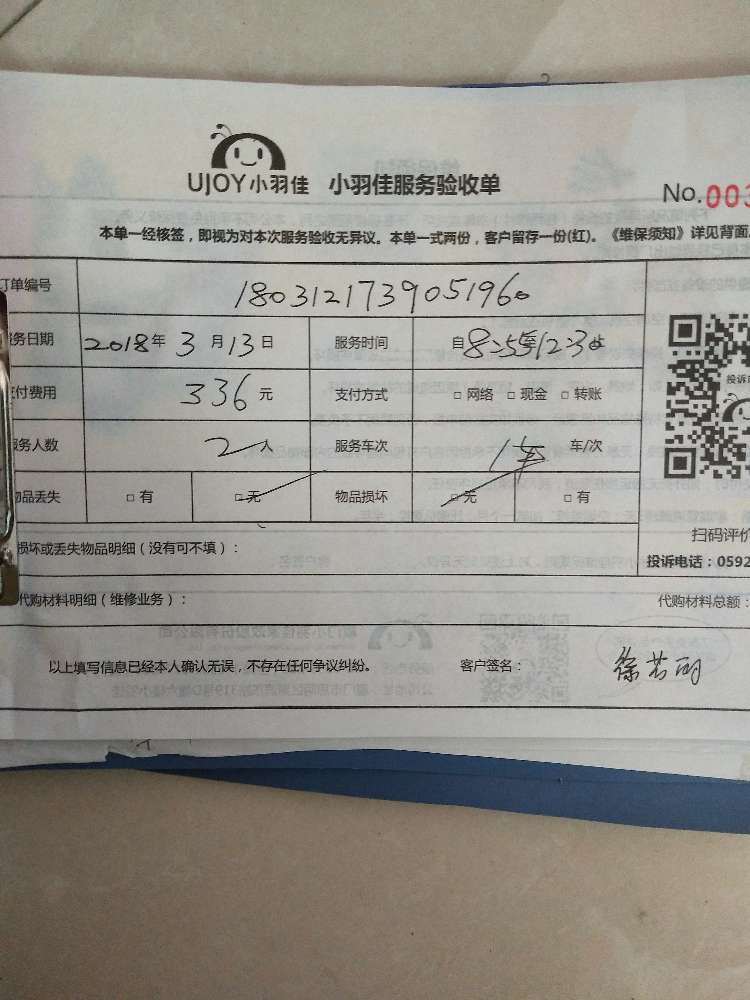 UJOY小羽佳 小羽佳服务验收单
No.003
本单一经核签，即视为对本次服务验收无异议。本单一式两份，客户留存一份(红)。《维保须知》详见背面
订单编号 1803121739051960
务日期 2018年 3 月 13 日 服务时间 自8:55至12:30止
付费用 336 元 支付方式 □ 网络 □ 现金 □ 转账
务人数 2人 服务车次 1车 车/次
品丢失 □ 有 □ 无 物品损坏 □ 无 □ 有
投诉
扫码评价
损坏或丢失物品明细（没有可不填）：
投诉电话：0592
代购材料明细（维修业务）： 代购材料总额：
以上填写信息已经本人确认无误，不存在任何争议纠纷。 客户签名：